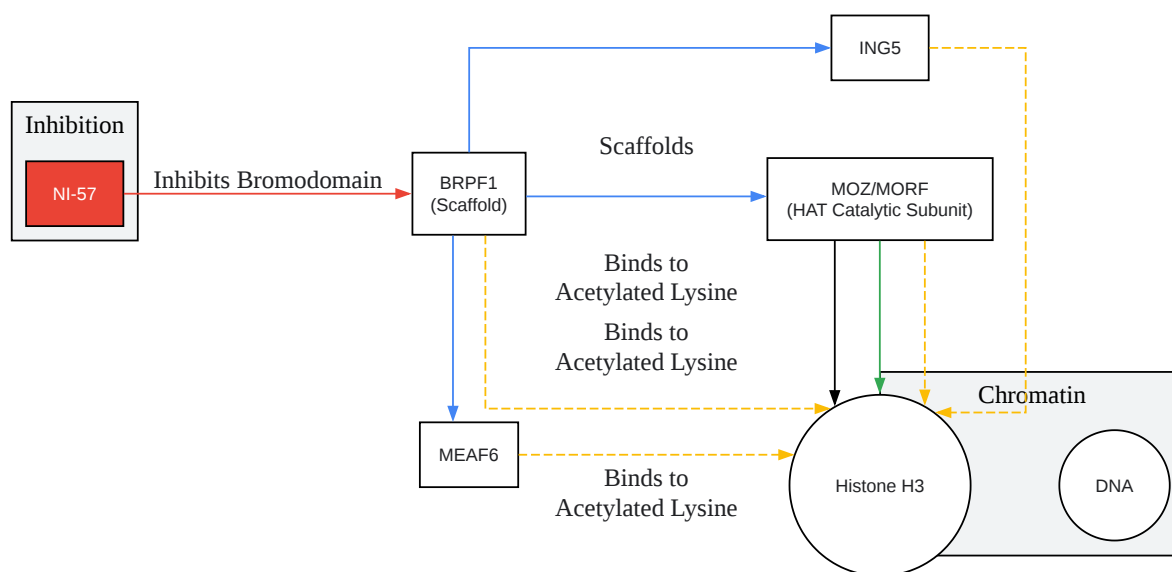 ING5
Inhibition
NI-57
Inhibits Bromodomain
BRPF1
(Scaffold)
Scaffolds
MOZ/MORF
(HAT Catalytic Subunit)
Binds to
Acetylated Lysine
Binds to
Acetylated Lysine
Chromatin
MEAF6
Binds to
Acetylated Lysine
Histone H3
DNA